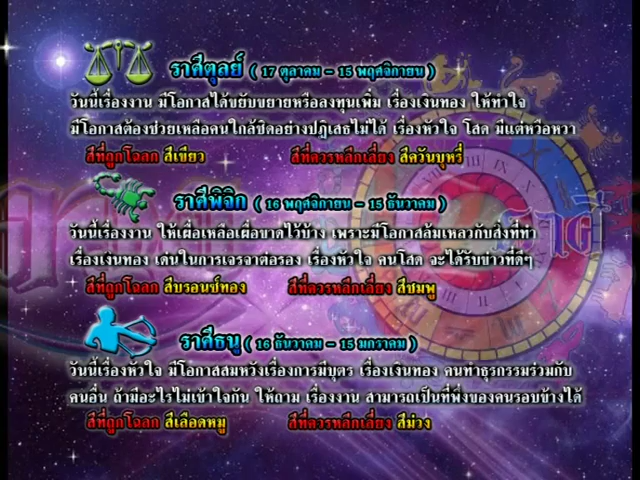 ราศีตุลย์ ( 17 ตุลาคม - 15 พฤศจิกายน )
วันนี้เรื่องงาน มีโอกาสได้ขยับขยายหรือลงทุนเพิ่ม เรื่องเงินทอง ให้ทำใจ
มีโอกาสต้องช่วยเหลือคนใกล้ชิดอย่างปฏิเสธไม่ได้ เรื่องหัวใจ โสด มีแต่หวือหวา
สีที่ถูกโฉลก สีเขียว สีที่ควรหลีกเลี่ยง สีควันบุหรี่
ราศีพิจิก ( 16 พฤศจิกายน - 15 ธันวาคม )
วันนี้เรื่องงาน ให้เผื่อเหลือเผื่อขาดไว้บ้าง เพราะมีโอกาสล้มเหลวกับสิ่งที่ทำ
เรื่องเงินทอง เด่นในการเจรจาต่อรอง เรื่องหัวใจ คนโสด จะได้รับข่าวที่ดีๆ
สีที่ถูกโฉลก สีบรอนซ์ทอง สีที่ควรหลีกเลี่ยง สีชมพู
ราศีธนู ( 16 ธันวาคม - 15 มกราคม )
วันนี้เรื่องหัวใจ มีโอกาสสมหวังเรื่องการมีบุตร เรื่องเงินทอง คนทำธุรกรรมร่วมกับ
คนอื่น ถ้ามีอะไรไม่เข้าใจกัน ให้ถาม เรื่องงาน สามารถเป็นที่พึ่งของคนรอบข้างได้
สีที่ถูกโฉลก สีเลือดหมู สีที่ควรหลีกเลี่ยง สีม่วง